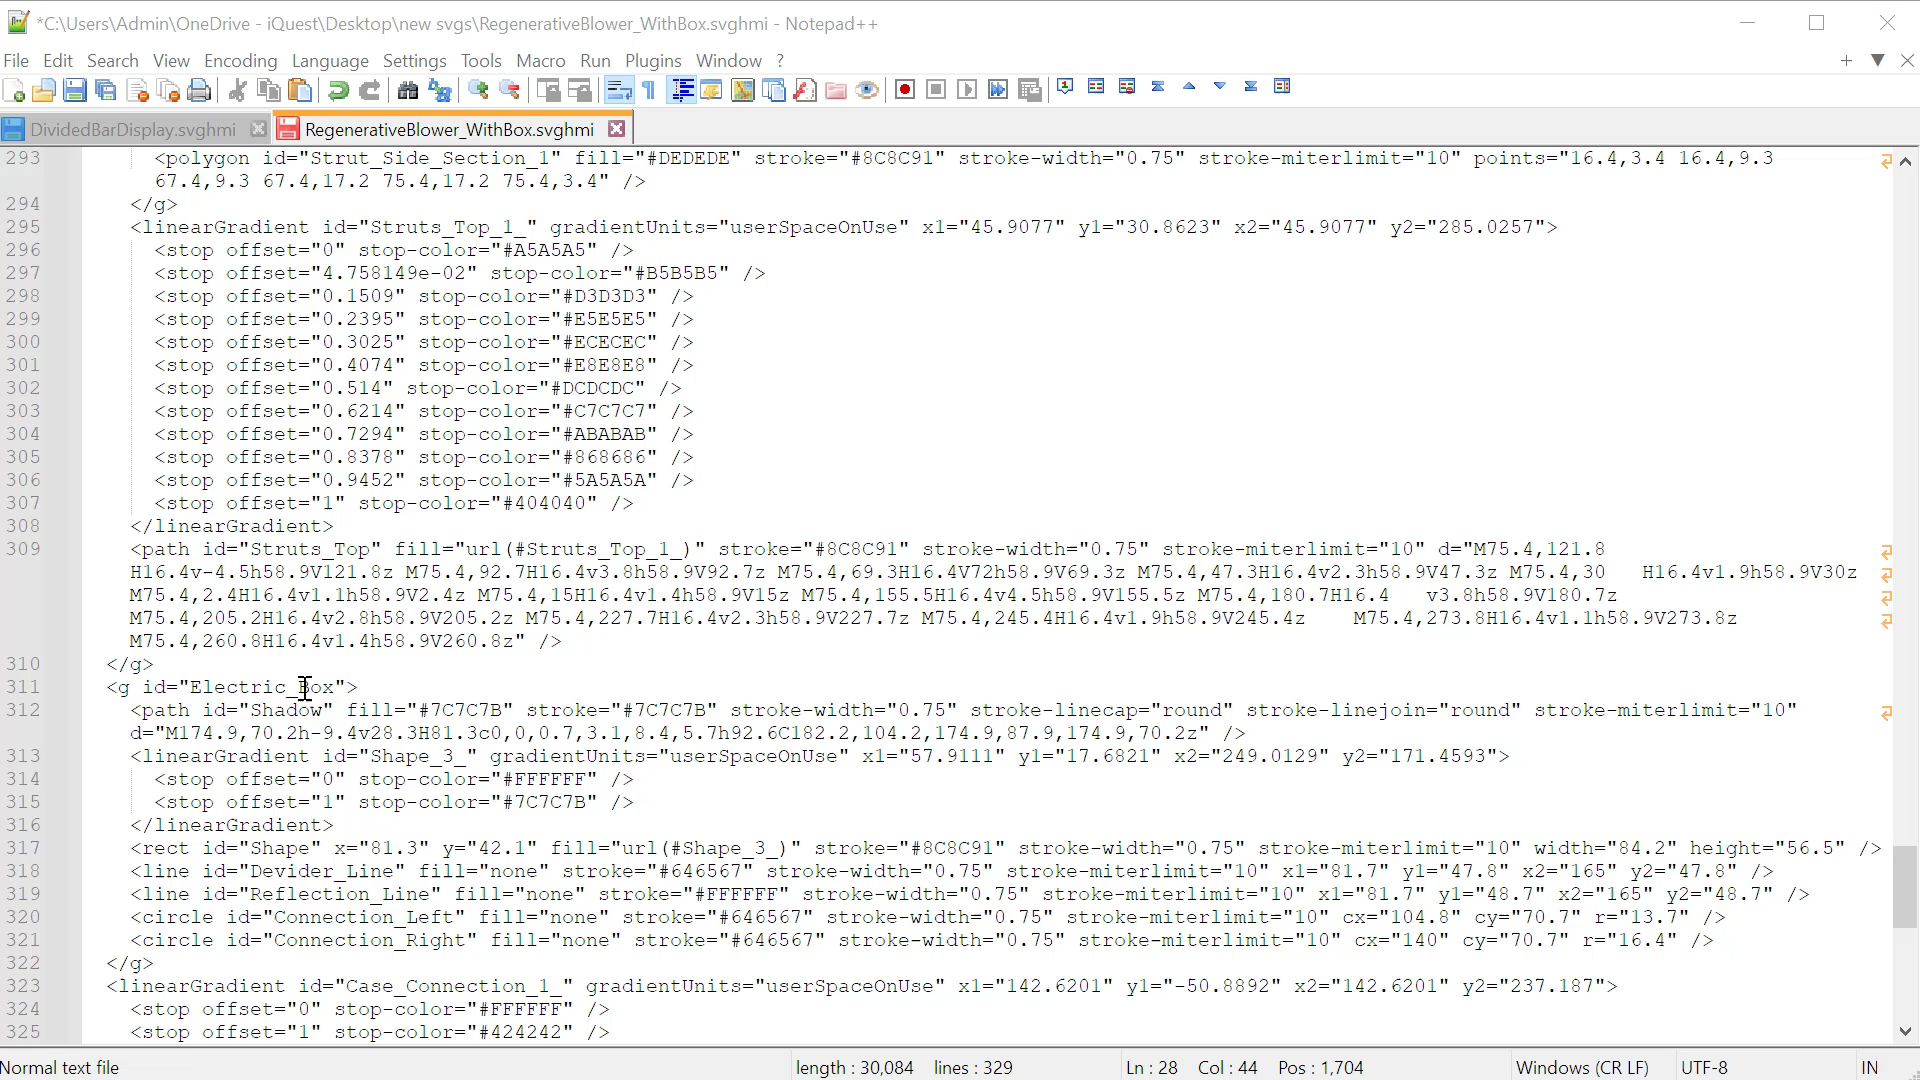 *C:\Users\Admin\OneDrive - iQuest\Desktop\new svgs\RegenerativeBlower_WithBox.svghmi - Notepad++
File Edit Search View Encoding Language Settings Tools Macro Run Plugins Window ?
DividedBarDisplay.svghmi RegenerativeBlower_WithBox.svghmi
293 <polygon id="Strut_Side_Section_1" fill="#DEDEDE" stroke="#8C8C91" stroke-width="0.75" stroke-miterlimit="10" points="16.4,3.4 16.4,9.3
67.4,9.3 67.4,17.2 75.4,17.2 75.4,3.4" />
294 </g>
295 <linearGradient id="Struts_Top_1_" gradientUnits="userSpaceOnUse" x1="45.9077" y1="30.8623" x2="45.9077" y2="285.0257">
296 <stop offset="0" stop-color="#A5A5A5" />
297 <stop offset="4.758149e-02" stop-color="#B5B5B5" />
298 <stop offset="0.1509" stop-color="#D3D3D3" />
299 <stop offset="0.2395" stop-color="#E5E5E5" />
300 <stop offset="0.3025" stop-color="#ECECEC" />
301 <stop offset="0.4074" stop-color="#E8E8E8" />
302 <stop offset="0.514" stop-color="#DCDCDC" />
303 <stop offset="0.6214" stop-color="#C7C7C7" />
304 <stop offset="0.7294" stop-color="#ABABAB" />
305 <stop offset="0.8378" stop-color="#868686" />
306 <stop offset="0.9452" stop-color="#5A5A5A" />
307 <stop offset="1" stop-color="#404040" />
308 </linearGradient>
309 <path id="Struts_Top" fill="url(#Struts_Top_1_)" stroke="#8C8C91" stroke-width="0.75" stroke-miterlimit="10" d="M75.4,121.8
H16.4v-4.5h58.9V121.8z M75.4,92.7H16.4v3.8h58.9V92.7z M75.4,69.3H16.4V72h58.9V69.3z M75.4,47.3H16.4v2.3h58.9V47.3z M75.4,30 H16.4v1.9h58.9V30z
M75.4,2.4H16.4v1.1h58.9V2.4z M75.4,15H16.4v1.4h58.9V15z M75.4,155.5H16.4v4.5h58.9V155.5z M75.4,180.7H16.4 v3.8h58.9V180.7z
M75.4,205.2H16.4v2.8h58.9V205.2z M75.4,227.7H16.4v2.3h58.9V227.7z M75.4,245.4H16.4v1.9h58.9V245.4z M75.4,273.8H16.4v1.1h58.9V273.8z
M75.4,260.8H16.4v1.4h58.9V260.8z" />
310 </g>
311 <g id="Electric_Box">
312 <path id="Shadow" fill="#7C7C7B" stroke="#7C7C7B" stroke-width="0.75" stroke-linecap="round" stroke-linejoin="round" stroke-miterlimit="10"
d="M174.9,70.2h-9.4v28.3H81.3c0,0,0.7,3.1,8.4,5.7h92.6C182.2,104.2,174.9,87.9,174.9,70.2z" />
313 <linearGradient id="Shape_3_" gradientUnits="userSpaceOnUse" x1="57.9111" y1="17.6821" x2="249.0129" y2="171.4593">
314 <stop offset="0" stop-color="#FFFFFF" />
315 <stop offset="1" stop-color="#7C7C7B" />
316 </linearGradient>
317 <rect id="Shape" x="81.3" y="42.1" fill="url(#Shape_3_)" stroke="#8C8C91" stroke-width="0.75" stroke-miterlimit="10" width="84.2" height="56.5" />
318 <line id="Devider_Line" fill="none" stroke="#646567" stroke-width="0.75" stroke-miterlimit="10" x1="81.7" y1="47.8" x2="165" y2="47.8" />
319 <line id="Reflection_Line" fill="none" stroke="#FFFFFF" stroke-width="0.75" stroke-miterlimit="10" x1="81.7" y1="48.7" x2="165" y2="48.7" />
320 <circle id="Connection_Left" fill="none" stroke="#646567" stroke-width="0.75" stroke-miterlimit="10" cx="104.8" cy="70.7" r="13.7" />
321 <circle id="Connection_Right" fill="none" stroke="#646567" stroke-width="0.75" stroke-miterlimit="10" cx="140" cy="70.7" r="16.4" />
322 </g>
323 <linearGradient id="Case_Connection_1_" gradientUnits="userSpaceOnUse" x1="142.6201" y1="-50.8892" x2="142.6201" y2="237.187">
324 <stop offset="0" stop-color="#FFFFFF" />
325 <stop offset="1" stop-color="#424242" />
Normal text file length : 30,084 lines : 329 Ln : 28 Col : 44 Pos : 1,704 Windows (CR LF) UTF-8 IN